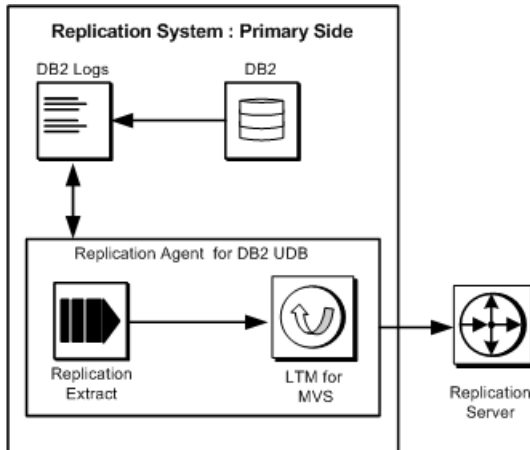 Replication System : Primary Side
DB2 Logs
DB2
Replication Agent for DB2 UDB
Replication
Extract
LTM for
MVS
Replication
Server